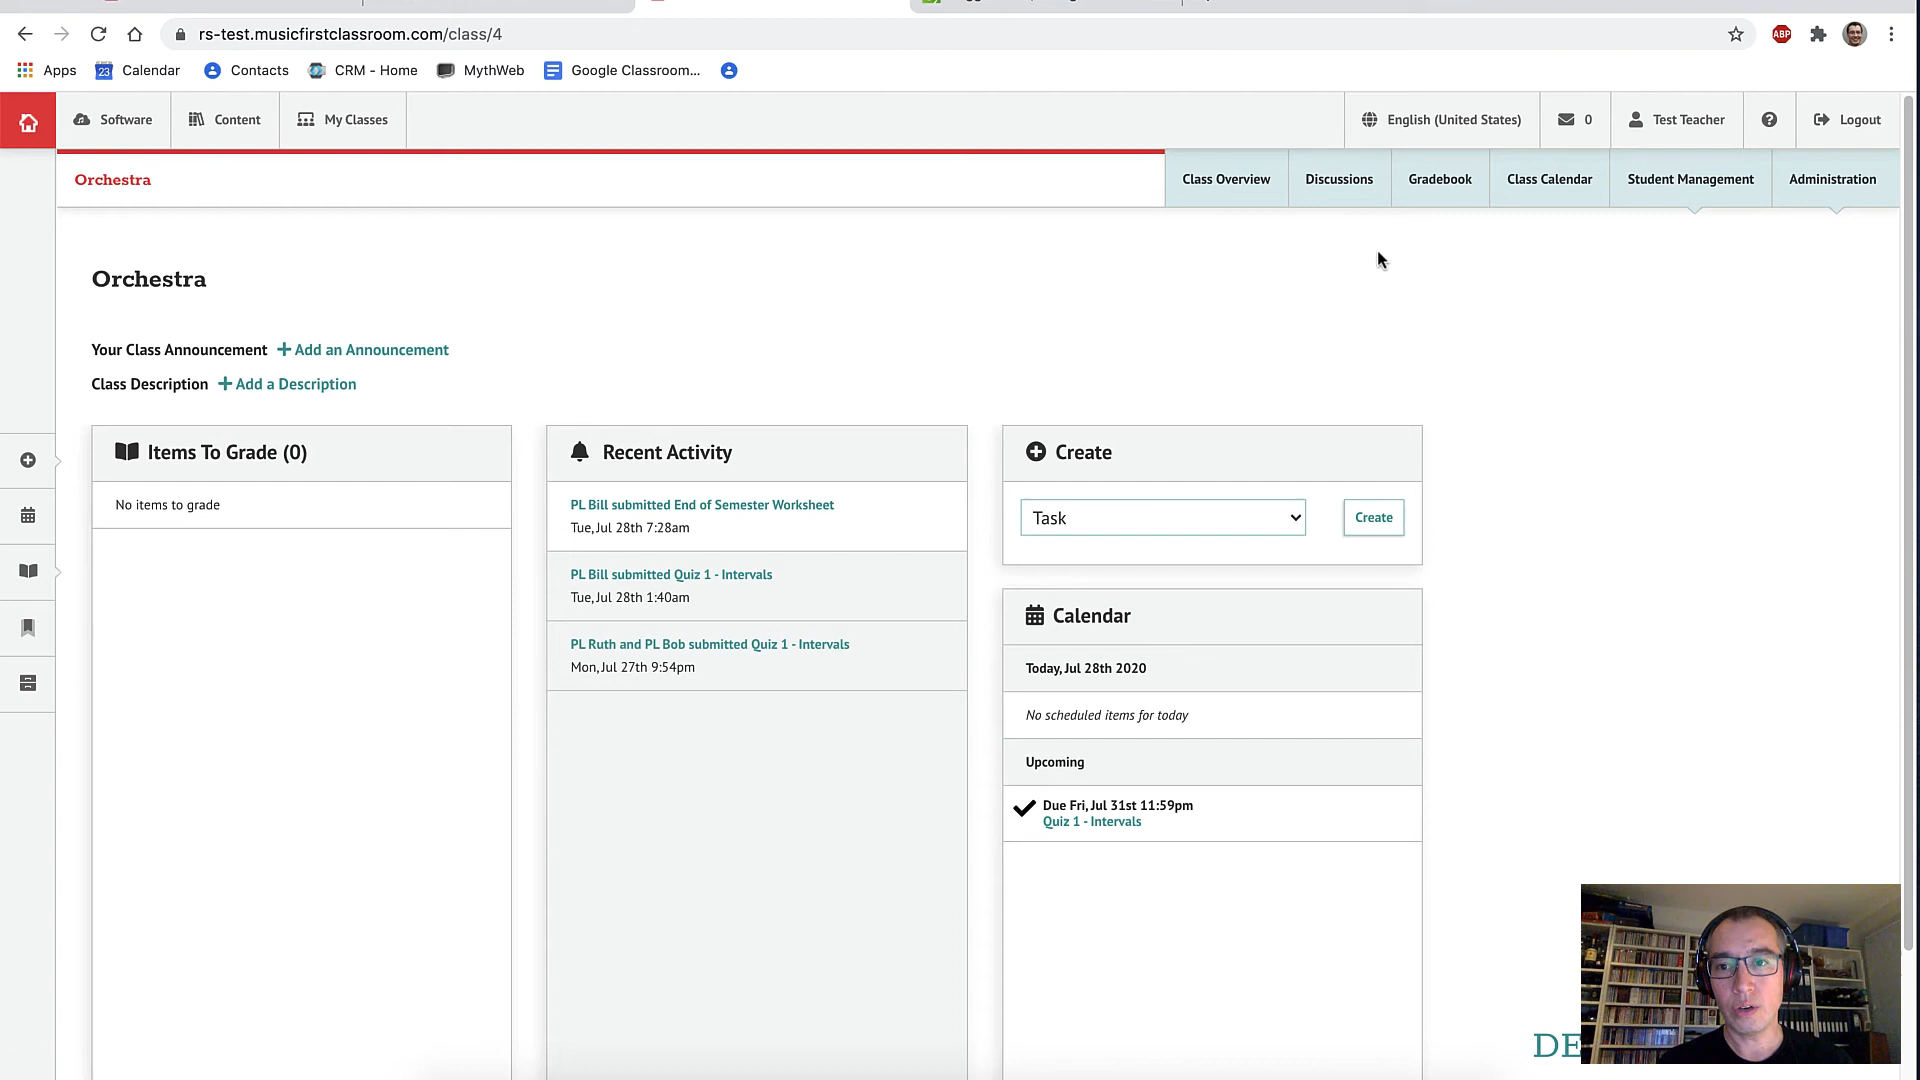 rs-test.musicfirstclassroom.com/class/4
ABP
Apps
23 Calendar
Contacts
CRM - Home
MythWeb
Google Classroom...
Software
Content
My Classes
English (United States)
0
Test Teacher
Logout
Orchestra
Class Overview
Discussions
Gradebook
Class Calendar
Student Management
Administration
Orchestra
Your Class Announcement + Add an Announcement
Class Description + Add a Description
Items To Grade (0)
No items to grade
Recent Activity
PL Bill submitted End of Semester Worksheet
Tue, Jul 28th 7:28am
PL Bill submitted Quiz 1 - Intervals
Tue, Jul 28th 1:40am
PL Ruth and PL Bob submitted Quiz 1 - Intervals
Mon, Jul 27th 9:54pm
Create
Task
Create
Calendar
Today, Jul 28th 2020
No scheduled items for today
Upcoming
Due Fri, Jul 31st 11:59pm
Quiz 1 - Intervals
DE